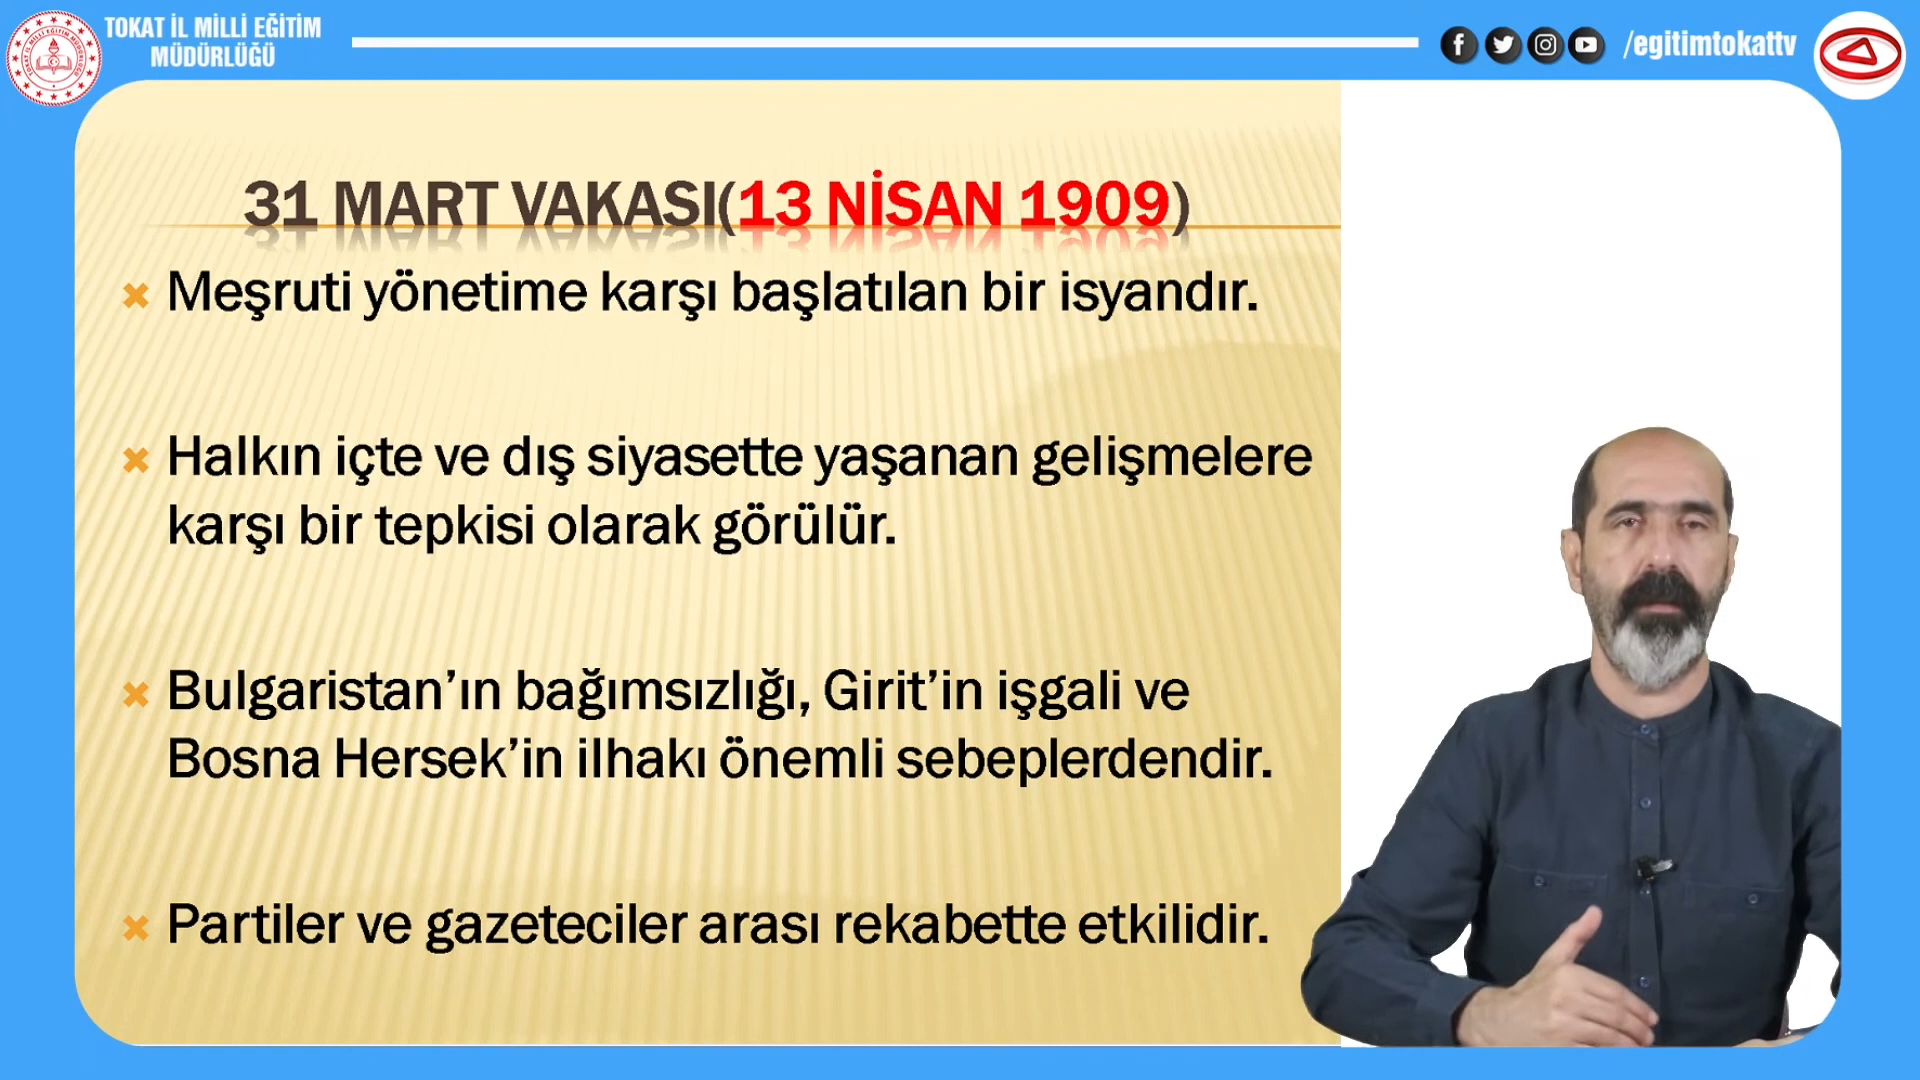 TOKAT İL MİLLİ EĞİTİM
MÜDÜRLÜĞÜ
/egitimtokattv
31 MART VAKASI(13 NİSAN 1909)
Meşruti yönetime karşı başlatılan bir isyandır.
Halkın içte ve dış siyasette yaşanan gelişmelere
karşı bir tepkisi olarak görülür.
Bulgaristan’ın bağımsızlığı, Girit’in işgali ve
Bosna Hersek’in ilhakı önemli sebeplerdendir.
Partiler ve gazeteciler arası rekabette etkilidir.